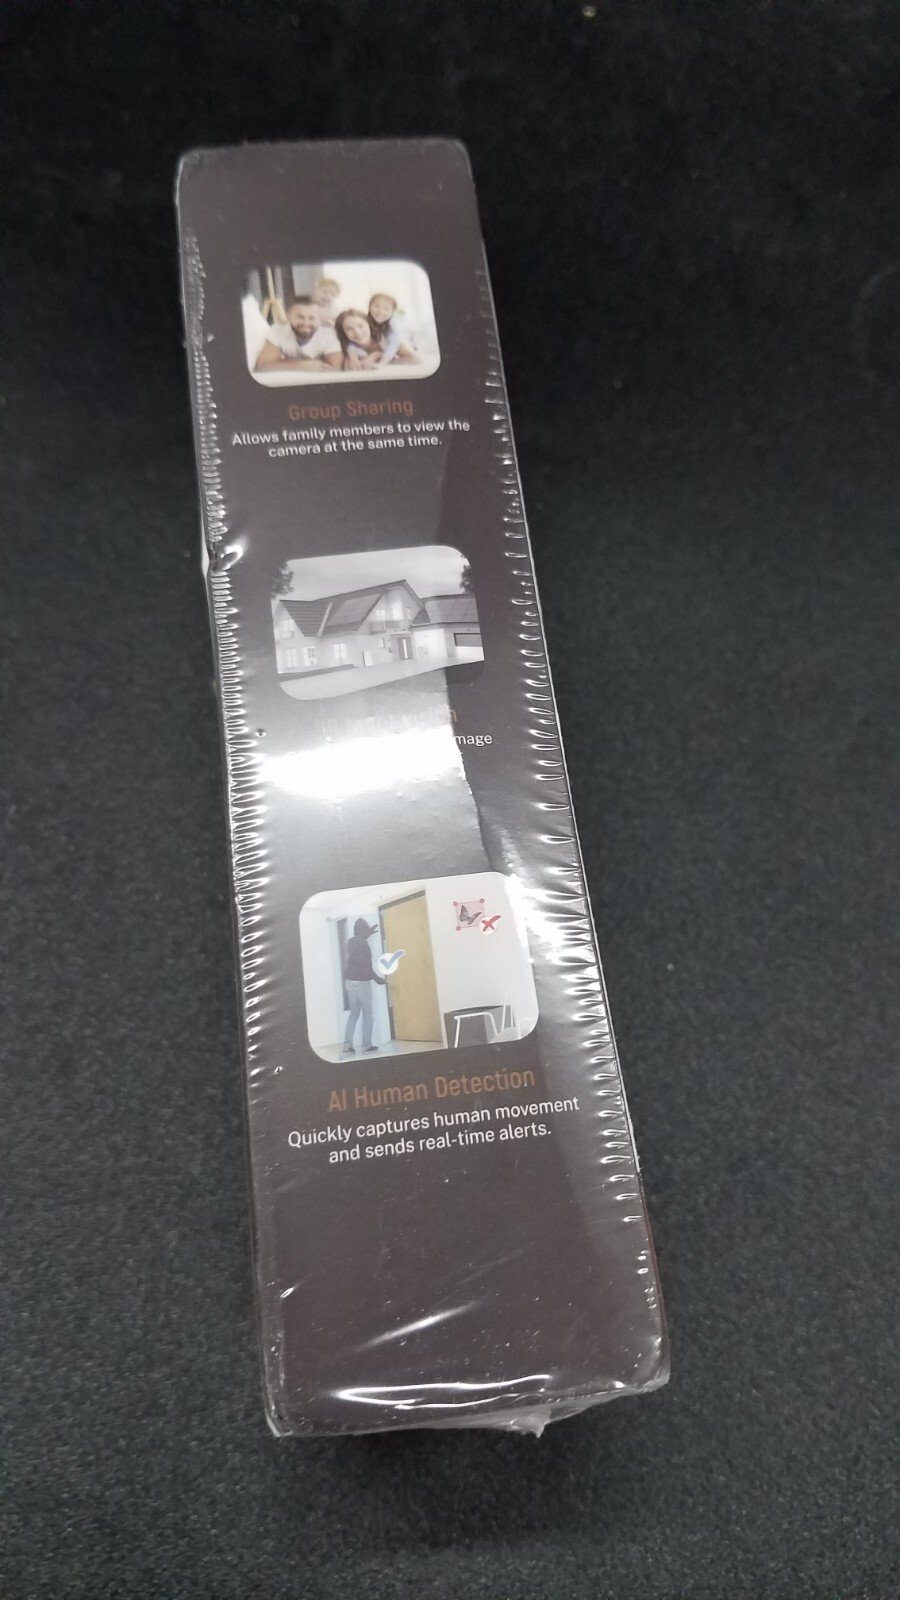 Group Sharing
Allows family members to view the
camera at the same time.
AI Human Detection
Quickly captures human movement
and sends real-time alerts.